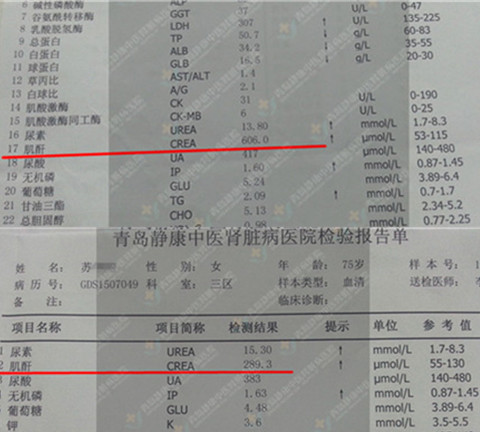 6 碱性磷酸酶 ALP 0-47
7 谷氨酰转移酶 GGT 37 U/L 135-225
8 乳酸脱氢酶 LDH 307 ↑ U/L 60-83
9 总蛋白 TP 50.7 ↓ g/L 35-55
10 白蛋白 ALB 34.2 ↓ g/L 20-30
11 球蛋白 GLB 16.5 ↓ g/L
12 草丙比 AST/ALT 1.4
13 白球比 A/G 2.1
14 肌酸激酶 CK 31 U/L 0-190
15 肌酸激酶同工酶 CK-MB 6 U/L 0-25
16 尿素 UREA 13.80 ↑ mmol/L 1.7-8.3
17 肌酐 CREA 606.0 ↑ μmol/L 53-115
18 尿酸 UA 417 μmol/L 140-480
19 无机磷 IP 1.60 ↑ mmol/L 0.87-1.45
20 葡萄糖 GLU 5.24 mmol/L 3.89-6.4
21 甘油三酯 TG 2.09 ↑ mmol/L 0.7-1.7
22 总胆固醇 CHO 5.13 mmol/L 2.34-5.2
0.98 mmol/L 0.77-2.25
青岛静康中医肾脏病医院检验报告单
姓 名: 苏 性 别: 女 年 龄: 75岁 样 本 号: 1
病 历 号: GDS1507049 科 室: 三区 样本类型: 血清 送检医师:
备 注: 临床诊断:
项目名称 项目简称 检测结果 提示 单位 参 考 值
1 尿素 UREA 15.30 ↑ mmol/L 1.7-8.3
2 肌酐 CREA 289.3 ↑ μmol/L 55-130
3 尿酸 UA 383 μmol/L 140-480
4 无机磷 IP 1.63 ↑ mmol/L 0.87-1.45
5 葡萄糖 GLU 4.48 mmol/L 3.89-6.4
钾 K 3.6 mmol/L 3.5-5.5